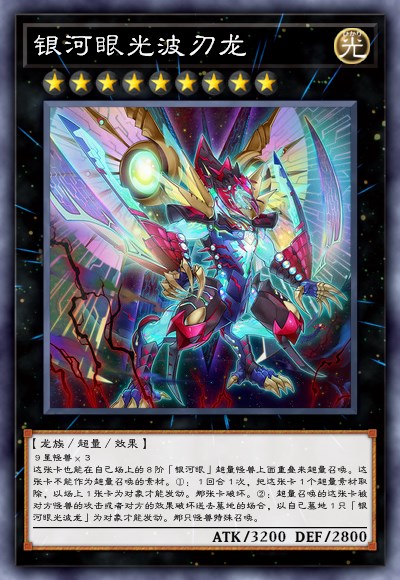 银河眼光波刃龙
光
【龙族／超量／效果】
９星怪兽×３
这张卡也能在自己场上的８阶「银河眼」超量怪兽上面重叠来超量召唤。这
张卡不能作为超量召唤的素材。①：１回合１次，把这张卡１个超量素材取
除，以场上１张卡为对象才能发动。那张卡破坏。②：超量召唤的这张卡被
对方怪兽的攻击或者对方的效果破坏送去墓地的场合，以自己墓地１只「银
河眼光波龙」为对象才能发动。那只怪兽特殊召唤。
ATK/3200 DEF/2800